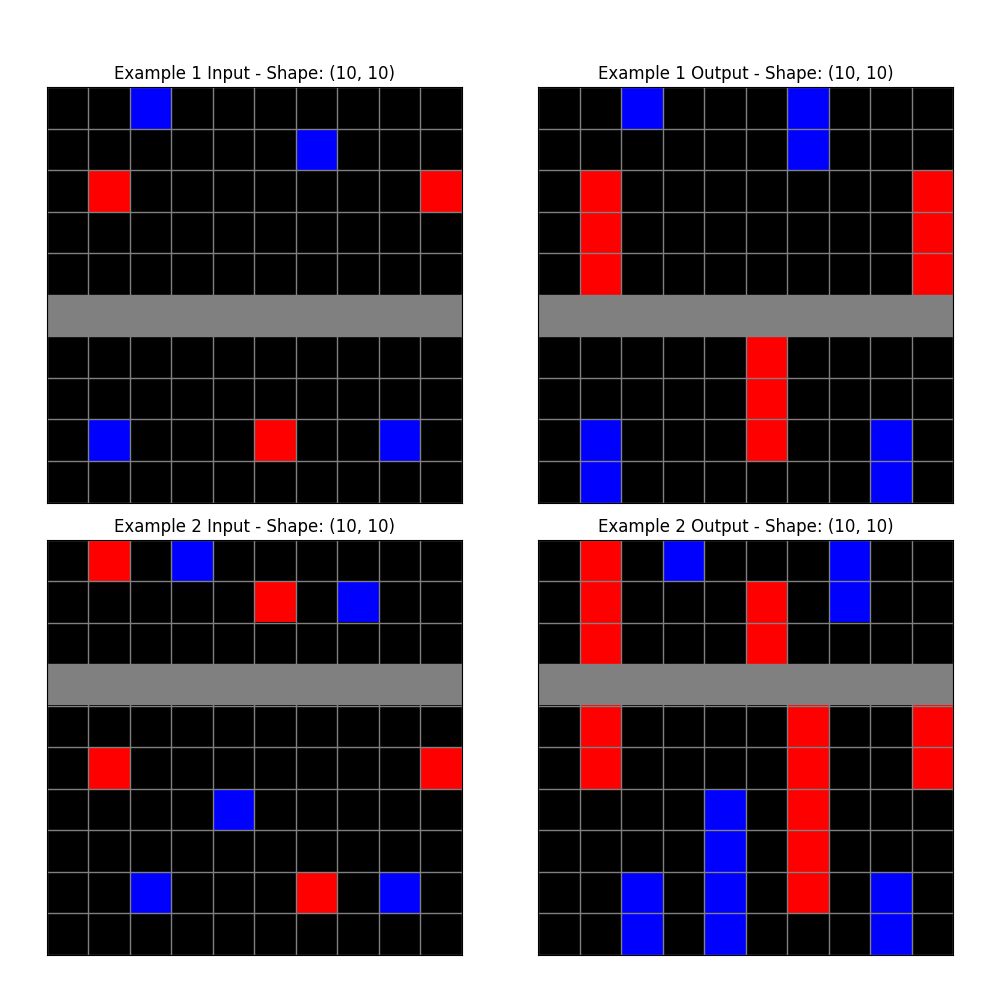 Example 1 Input - Shape: (10, 10)
Example 1 Output - Shape: (10, 10)
Example 2 Input - Shape: (10, 10)
Example 2 Output - Shape: (10, 10)